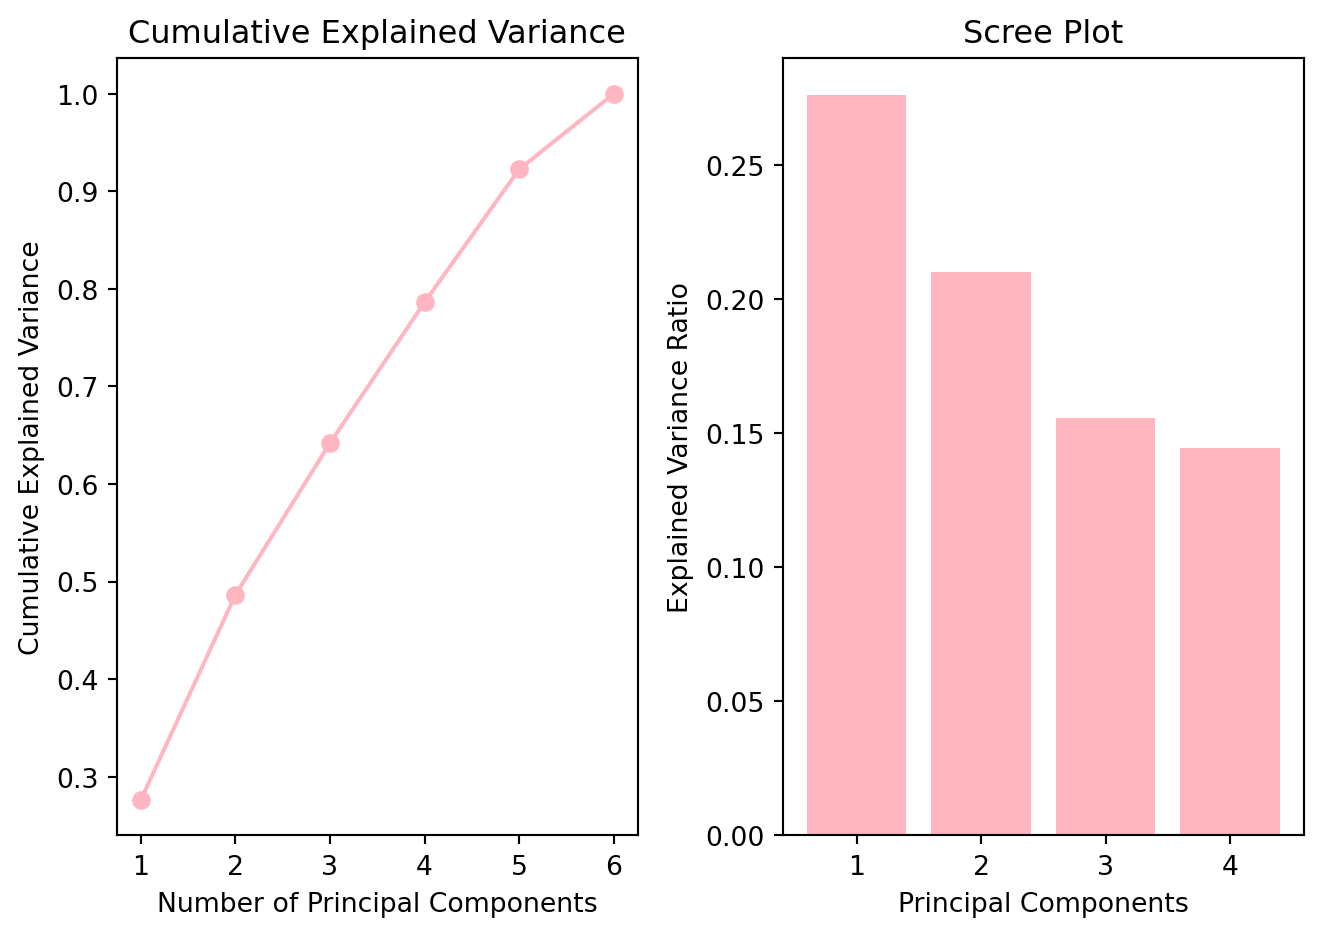 Cumulative Explained Variance
Cumulative Explained Variance
1.0
0.9
0.8
0.7
0.6
0.5
0.4
0.3
1 2 3 4 5 6
Number of Principal Components
Scree Plot
Explained Variance Ratio
0.25
0.20
0.15
0.10
0.05
0.00
1 2 3 4
Principal Components